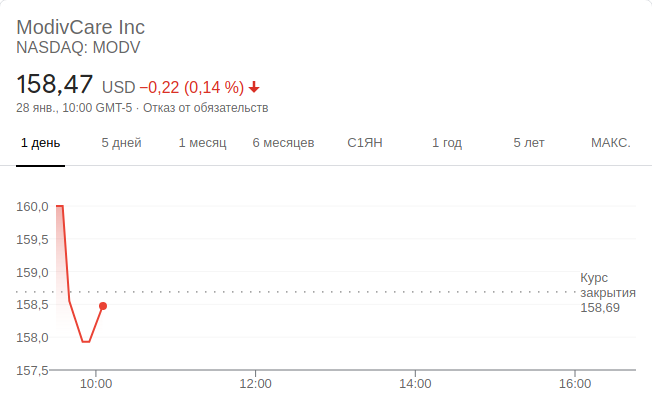 ModivCare Inc
NASDAQ: MODV
158,47 USD −0,22 (0,14 %)
28 янв., 10:00 GMT-5 · Отказ от обязательств
1 день 5 дней 1 месяц 6 месяцев С1ЯН 1 год 5 лет МАКС.
160,0
159,5
159,0
158,5
158,0
157,5
Курс
закрытия
158,69
10:00 12:00 14:00 16:00